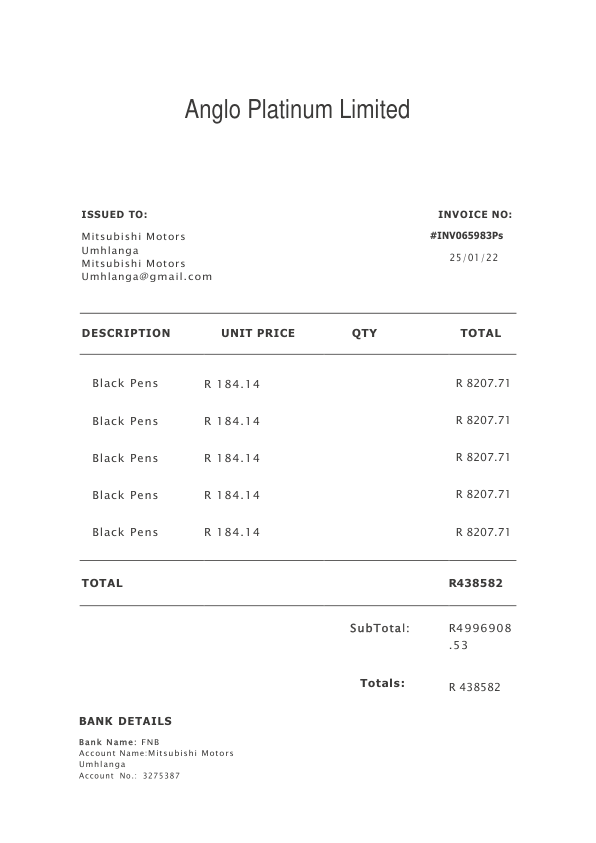 Anglo Platinum Limited
ISSUED TO: INVOICE NO:
Mitsubishi Motors #INV065983Ps
Umhlanga
Mitsubishi Motors 25/01/22
Umhlanga@gmail.com
DESCRIPTION UNIT PRICE QTY TOTAL
Black Pens R 184.14 R 8207.71
Black Pens R 184.14 R 8207.71
Black Pens R 184.14 R 8207.71
Black Pens R 184.14 R 8207.71
Black Pens R 184.14 R 8207.71
TOTAL R438582
SubTotal: R4996908
.53
Totals: R 438582
BANK DETAILS
Bank Name: FNB
Account Name:Mitsubishi Motors
Umhlanga
Account No.: 3275387